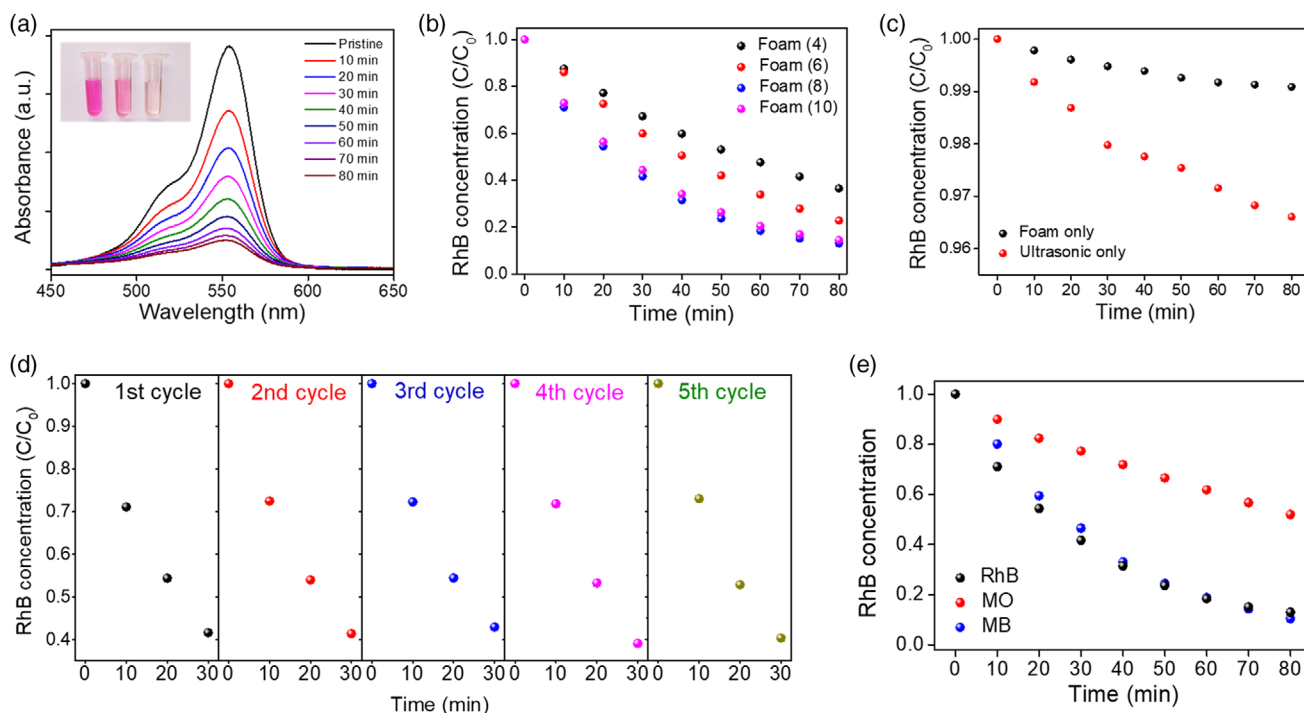 (a)
Absorbance (a.u.)
Pristine
10 min
20 min
30 min
40 min
50 min
60 min
70 min
80 min
450 500 550 600 650
Wavelength (nm)
(b)
RhB concentration (C/C0)
1.0
0.8
0.6
0.4
0.2
0.0
Foam (4)
Foam (6)
Foam (8)
Foam (10)
0 10 20 30 40 50 60 70 80
Time (min)
(c)
RhB concentration (C/C0)
1.00
0.99
0.98
0.97
0.96
Foam only
Ultrasonic only
0 10 20 30 40 50 60 70 80
Time (min)
(d)
RhB concentration (C/C0)
1.0
0.9
0.8
0.7
0.6
0.5
0.4
1st cycle 2nd cycle 3rd cycle 4th cycle 5th cycle
0 10 20 30 0 10 20 30 0 10 20 30 0 10 20 30 0 10 20 30
Time (min)
(e)
RhB concentration
1.0
0.8
0.6
0.4
0.2
0.0
RhB
MO
MB
0 10 20 30 40 50 60 70 80
Time (min)